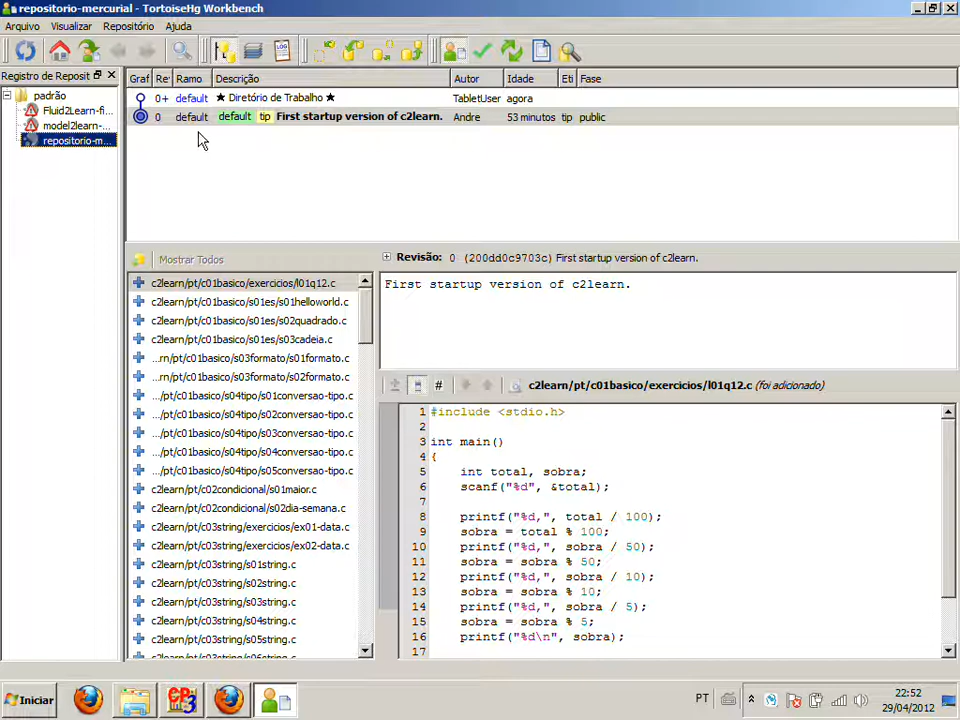 repositorio-mercurial - TortoiseHg Workbench
Arquivo Visualizar Repositório Ajuda
Registro de Reposit
padrão
Fluid2Learn-fi...
model2learn-...
repositorio-m...
Graf Re Ramo Descrição Autor Idade Eti Fase
0+ default ★ Diretório de Trabalho ★ TabletUser agora
0 default default tip First startup version of c2learn. Andre 53 minutos tip public
Mostrar Todos
c2learn/pt/c01basico/exercicios/l01q12.c
c2learn/pt/c01basico/s01es/s01helloworld.c
c2learn/pt/c01basico/s01es/s02quadrado.c
c2learn/pt/c01basico/s01es/s03cadeia.c
...rn/pt/c01basico/s03formato/s01formato.c
...rn/pt/c01basico/s03formato/s02formato.c
.../pt/c01basico/s04tipo/s01conversao-tipo.c
.../pt/c01basico/s04tipo/s02conversao-tipo.c
.../pt/c01basico/s04tipo/s03conversao-tipo.c
.../pt/c01basico/s04tipo/s04conversao-tipo.c
.../pt/c01basico/s04tipo/s05conversao-tipo.c
c2learn/pt/c02condicional/s01maior.c
c2learn/pt/c02condicional/s02dia-semana.c
c2learn/pt/c03string/exercicios/ex01-data.c
c2learn/pt/c03string/exercicios/ex02-data.c
c2learn/pt/c03string/s01string.c
c2learn/pt/c03string/s02string.c
c2learn/pt/c03string/s03string.c
c2learn/pt/c03string/s04string.c
c2learn/pt/c03string/s05string.c
c2learn/pt/c03string/s06string.c
Revisão: 0 (200dd0c9703c) First startup version of c2learn.
First startup version of c2learn.
# c2learn/pt/c01basico/exercicios/l01q12.c (foi adicionado)
1 #include <stdio.h>
2
3 int main()
4 {
5 int total, sobra;
6 scanf("%d", &total);
7
8 printf("%d,", total / 100);
9 sobra = total % 100;
10 printf("%d,", sobra / 50);
11 sobra = sobra % 50;
12 printf("%d,", sobra / 10);
13 sobra = sobra % 10;
14 printf("%d,", sobra / 5);
15 sobra = sobra % 5;
16 printf("%d\n", sobra);
17
Iniciar
PT
22:52
29/04/2012